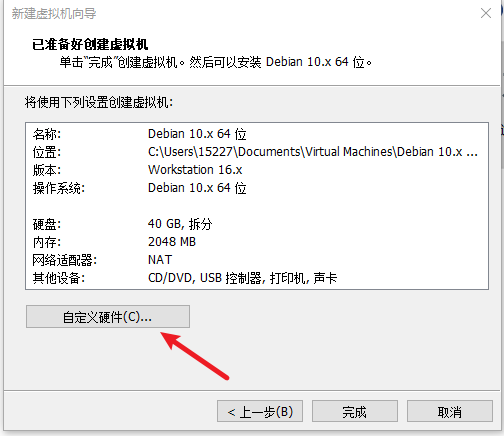 新建虚拟机向导
已准备好创建虚拟机
单击“完成”创建虚拟机。然后可以安装 Debian 10.x 64 位。
将使用下列设置创建虚拟机:
名称: Debian 10.x 64 位
位置: C:\Users\15227\Documents\Virtual Machines\Debian 10.x ...
版本: Workstation 16.x
操作系统: Debian 10.x 64 位
硬盘: 40 GB, 拆分
内存: 2048 MB
网络适配器: NAT
其他设备: CD/DVD, USB 控制器, 打印机, 声卡
自定义硬件(C)...
< 上一步(B) 完成 取消